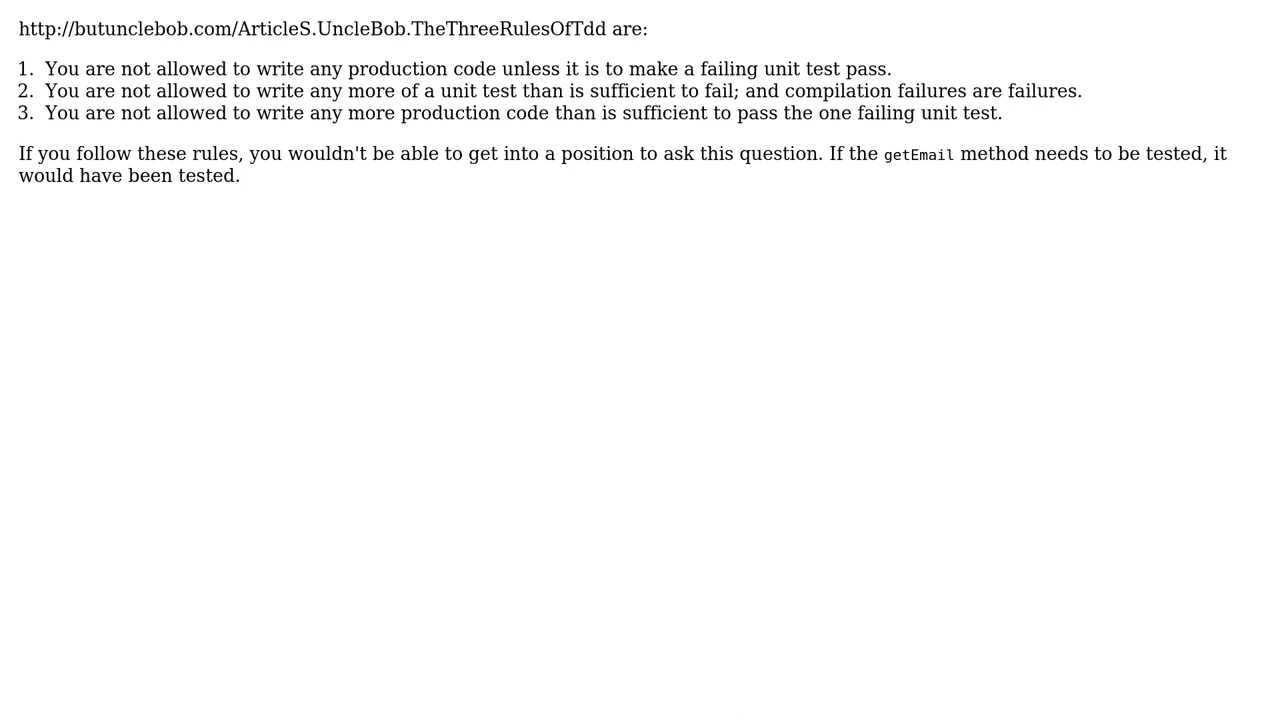 http://butunclebob.com/ArticleS.UncleBob.TheThreeRulesOfTdd are:
1. You are not allowed to write any production code unless it is to make a failing unit test pass.
2. You are not allowed to write any more of a unit test than is sufficient to fail; and compilation failures are failures.
3. You are not allowed to write any more production code than is sufficient to pass the one failing unit test.
If you follow these rules, you wouldn't be able to get into a position to ask this question. If the getEmail method needs to be tested, it
would have been tested.